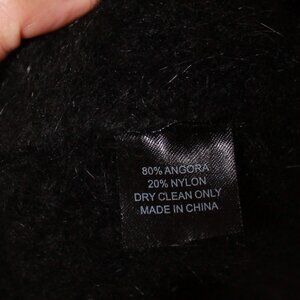 80% ANGORA
20% NYLON
DRY CLEAN ONLY
MADE IN CHINA